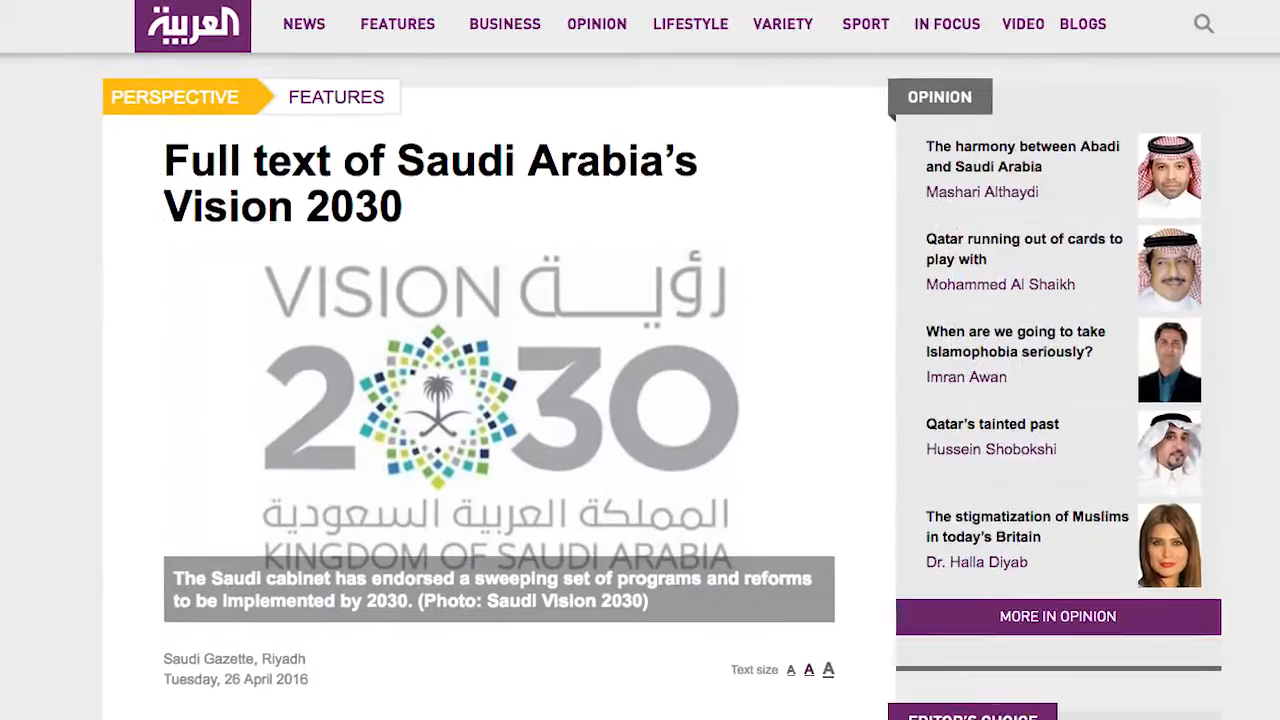 العربية
NEWS FEATURES BUSINESS OPINION LIFESTYLE VARIETY SPORT IN FOCUS VIDEO BLOGS
PERSPECTIVE FEATURES
Full text of Saudi Arabia’s
Vision 2030
VISION رؤيـــة
2030
المملكة العربية السعودية
KINGDOM OF SAUDI ARABIA
The Saudi cabinet has endorsed a sweeping set of programs and reforms
to be implemented by 2030. (Photo: Saudi Vision 2030)
Saudi Gazette, Riyadh
Tuesday, 26 April 2016
Text size A A A
OPINION
The harmony between Abadi
and Saudi Arabia
Mashari Althaydi
Qatar running out of cards to
play with
Mohammed Al Shaikh
When are we going to take
Islamophobia seriously?
Imran Awan
Qatar’s tainted past
Hussein Shobokshi
The stigmatization of Muslims
in today’s Britain
Dr. Halla Diyab
MORE IN OPINION
EDITOR'S CHOICE